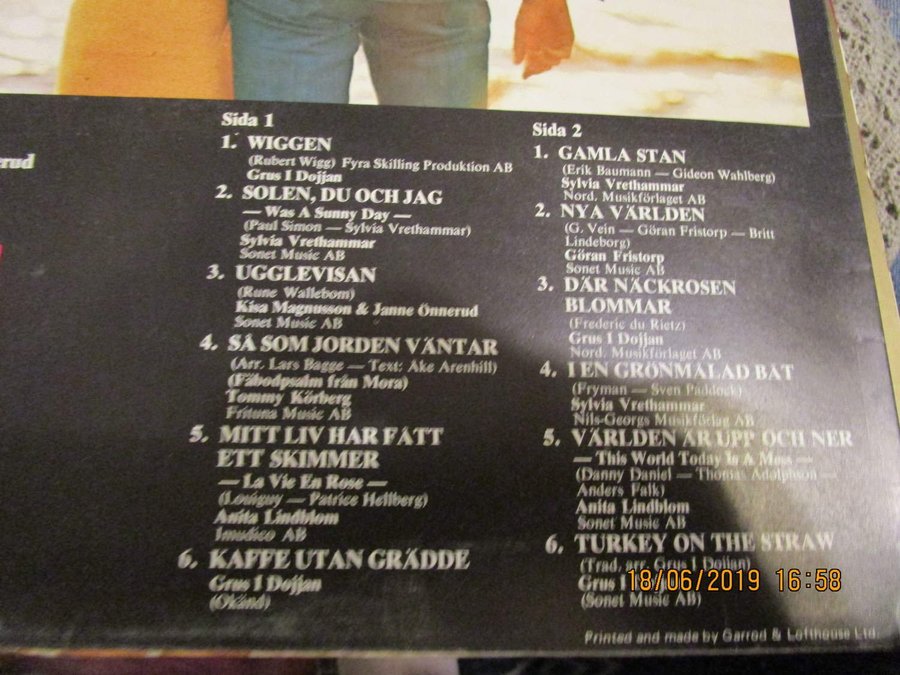 erud
Sida 1
1. WIGGEN
(Rubert Wigg) Fyra Skilling Produktion AB
Grus I Dojjan
2. SOLEN, DU OCH JAG
— Was A Sunny Day —
(Paul Simon — Sylvia Vrethammar)
Sylvia Vrethammar
Sonet Music AB
3. UGGLEVISAN
(Rune Wallebom)
Kisa Magnusson & Janne Önnerud
Sonet Music AB
4. SÅ SOM JORDEN VÄNTAR
(Arr. Lars Bagge — Text: Åke Arenhill)
(Fäbodpsalm från Mora)
Tommy Körberg
Frituna Music AB
5. MITT LIV HAR FÅTT
ETT SKIMMER
— La Vie En Rose —
(Louiguy — Patrice Hellberg)
Anita Lindblom
Imudico AB
6. KAFFE UTAN GRÄDDE
Grus I Dojjan
(Okänd)
Sida 2
1. GAMLA STAN
(Erik Baumann — Gideon Wahlberg)
Sylvia Vrethammar
Nord. Musikförlaget AB
2. NYA VÄRLDEN
(G. Vein — Göran Fristorp — Britt
Lindeborg)
Göran Fristorp
Sonet Music AB
3. DÄR NÄCKROSEN
BLOMMAR
(Frederic du Rietz)
Grus I Dojjan
Nord. Musikförlaget AB
4. I EN GRÖNMÅLAD BÅT
(Fryman — Sven Paddock)
Sylvia Vrethammar
Nils-Georgs Musikförlag AB
5. VÄRLDEN ÄR UPP OCH NER
— This World Today Is A Mess —
(Danny Daniel — Thomas Adolphson —
Anders Falk)
Anita Lindblom
Sonet Music AB
6. TURKEY ON THE STRAW
(Trad. arr. Grus I Dojjan)
Grus I
(Sonet Music AB)
18/06/2019 16:58
Printed and made by Garrod & Lofthouse Ltd.